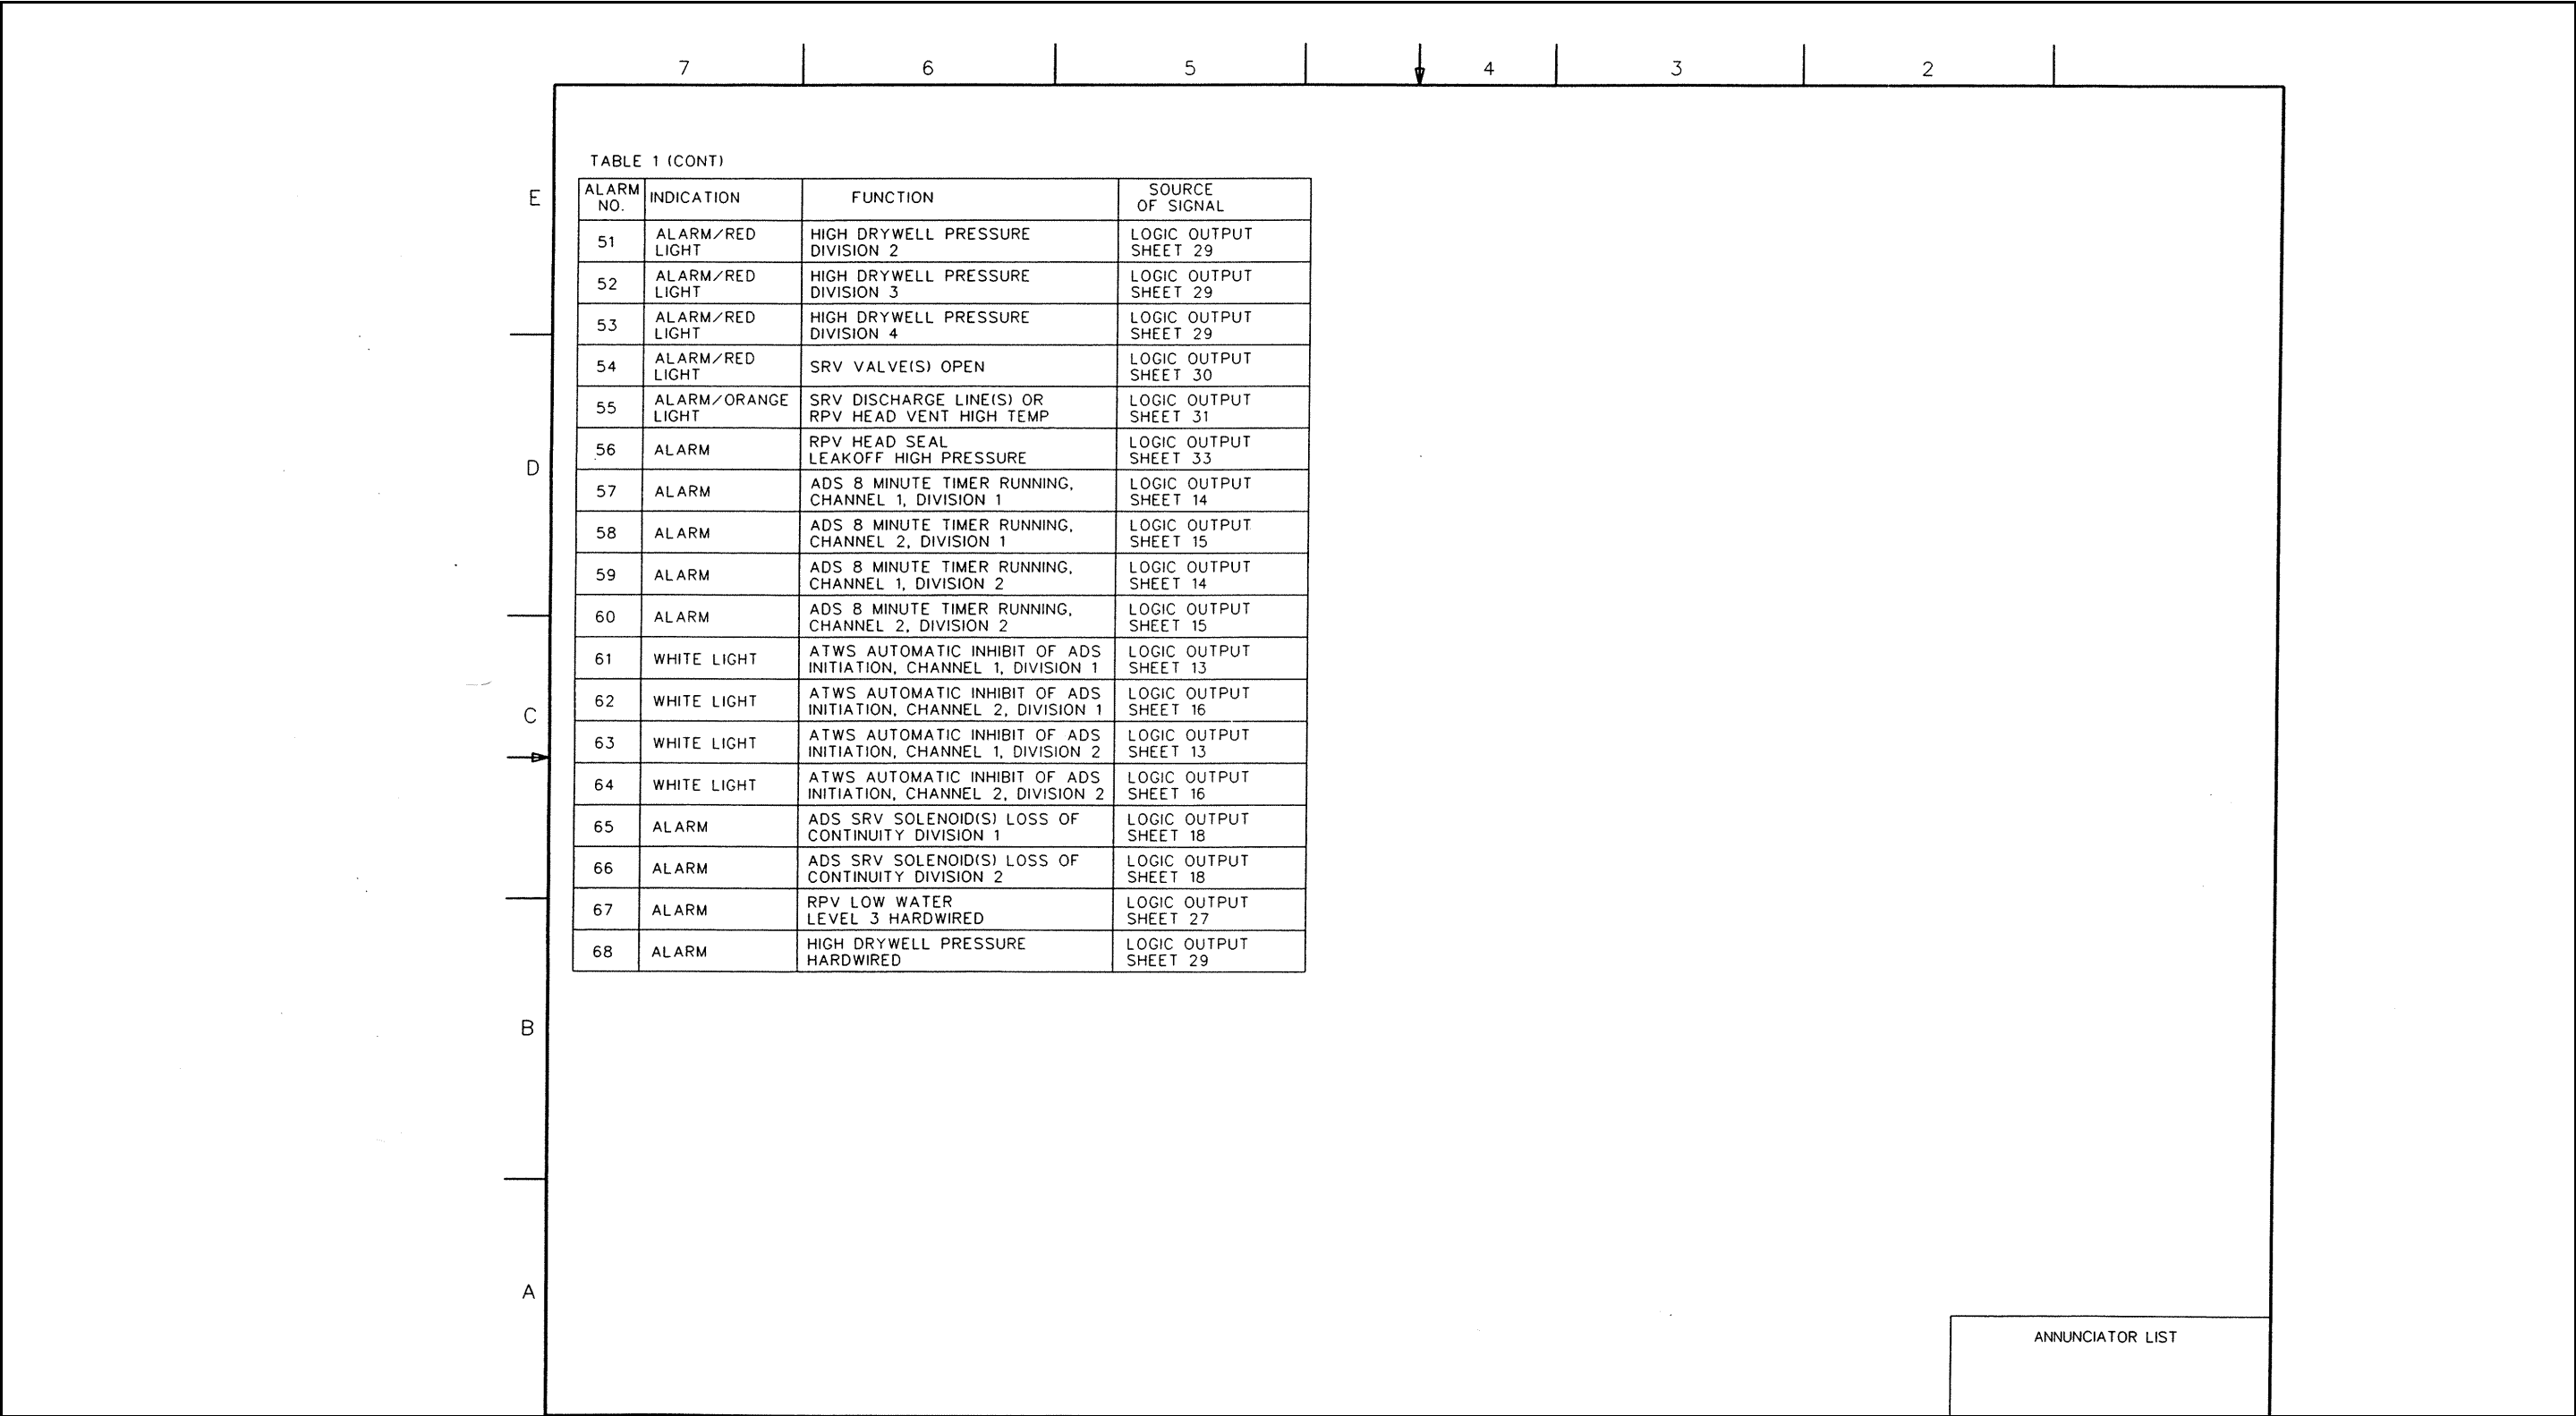 7 6 5 4 3 2
E
D
C
B
A
TABLE 1 (CONT)
ALARM NO. INDICATION FUNCTION SOURCE OF SIGNAL
51 ALARM/RED LIGHT HIGH DRYWELL PRESSURE DIVISION 2 LOGIC OUTPUT SHEET 29
52 ALARM/RED LIGHT HIGH DRYWELL PRESSURE DIVISION 3 LOGIC OUTPUT SHEET 29
53 ALARM/RED LIGHT HIGH DRYWELL PRESSURE DIVISION 4 LOGIC OUTPUT SHEET 29
54 ALARM/RED LIGHT SRV VALVE(S) OPEN LOGIC OUTPUT SHEET 30
55 ALARM/ORANGE LIGHT SRV DISCHARGE LINE(S) OR RPV HEAD VENT HIGH TEMP LOGIC OUTPUT SHEET 31
56 ALARM RPV HEAD SEAL LEAKOFF HIGH PRESSURE LOGIC OUTPUT SHEET 33
57 ALARM ADS 8 MINUTE TIMER RUNNING, CHANNEL 1, DIVISION 1 LOGIC OUTPUT SHEET 14
58 ALARM ADS 8 MINUTE TIMER RUNNING, CHANNEL 2, DIVISION 1 LOGIC OUTPUT SHEET 15
59 ALARM ADS 8 MINUTE TIMER RUNNING, CHANNEL 1, DIVISION 2 LOGIC OUTPUT SHEET 14
60 ALARM ADS 8 MINUTE TIMER RUNNING, CHANNEL 2, DIVISION 2 LOGIC OUTPUT SHEET 15
61 WHITE LIGHT ATWS AUTOMATIC INHIBIT OF ADS INITIATION, CHANNEL 1, DIVISION 1 LOGIC OUTPUT SHEET 13
62 WHITE LIGHT ATWS AUTOMATIC INHIBIT OF ADS INITIATION, CHANNEL 2, DIVISION 1 LOGIC OUTPUT SHEET 16
63 WHITE LIGHT ATWS AUTOMATIC INHIBIT OF ADS INITIATION, CHANNEL 1, DIVISION 2 LOGIC OUTPUT SHEET 13
64 WHITE LIGHT ATWS AUTOMATIC INHIBIT OF ADS INITIATION, CHANNEL 2, DIVISION 2 LOGIC OUTPUT SHEET 16
65 ALARM ADS SRV SOLENOID(S) LOSS OF CONTINUITY DIVISION 1 LOGIC OUTPUT SHEET 18
66 ALARM ADS SRV SOLENOID(S) LOSS OF CONTINUITY DIVISION 2 LOGIC OUTPUT SHEET 18
67 ALARM RPV LOW WATER LEVEL 3 HARDWIRED LOGIC OUTPUT SHEET 27
68 ALARM HIGH DRYWELL PRESSURE HARDWIRED LOGIC OUTPUT SHEET 29
ANNUNCIATOR LIST